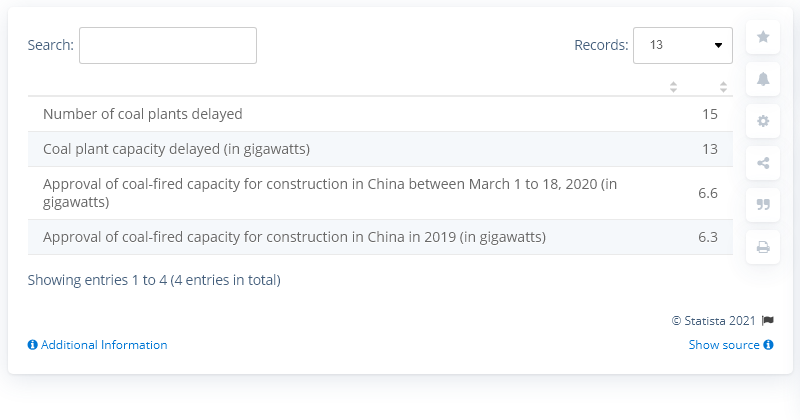 Search:
Records: 13
Number of coal plants delayed 15
Coal plant capacity delayed (in gigawatts) 13
Approval of coal-fired capacity for construction in China between March 1 to 18, 2020 (in
gigawatts) 6.6
Approval of coal-fired capacity for construction in China in 2019 (in gigawatts) 6.3
Showing entries 1 to 4 (4 entries in total)
© Statista 2021
Additional Information
Show source